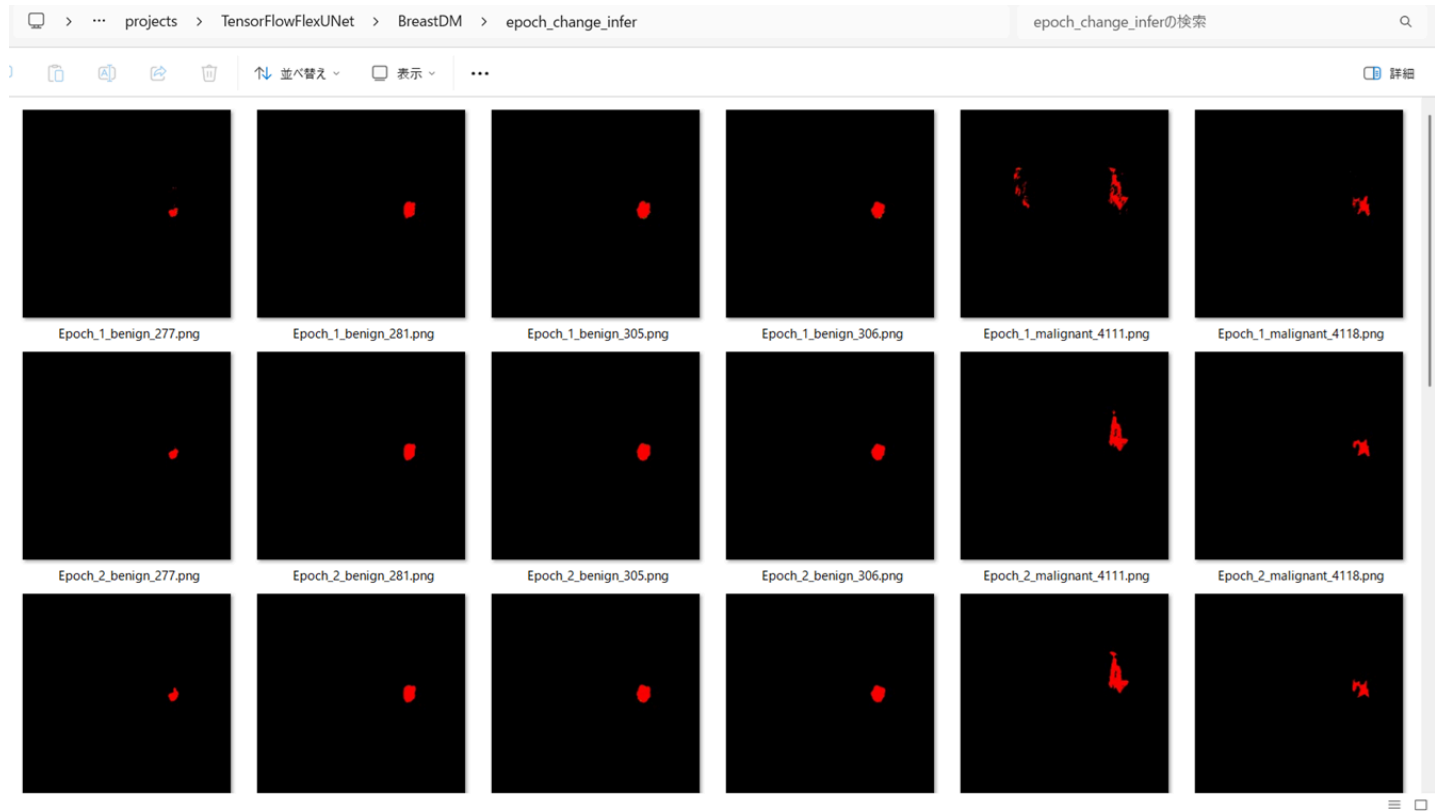 projects > TensorFlowFlexUNet > BreastDM > epoch_change_infer
epoch_change_inferの検索
並べ替え 表示 詳細
Epoch_1_benign_277.png Epoch_1_benign_281.png Epoch_1_benign_305.png Epoch_1_benign_306.png Epoch_1_malignant_4111.png Epoch_1_malignant_4118.png
Epoch_2_benign_277.png Epoch_2_benign_281.png Epoch_2_benign_305.png Epoch_2_benign_306.png Epoch_2_malignant_4111.png Epoch_2_malignant_4118.png